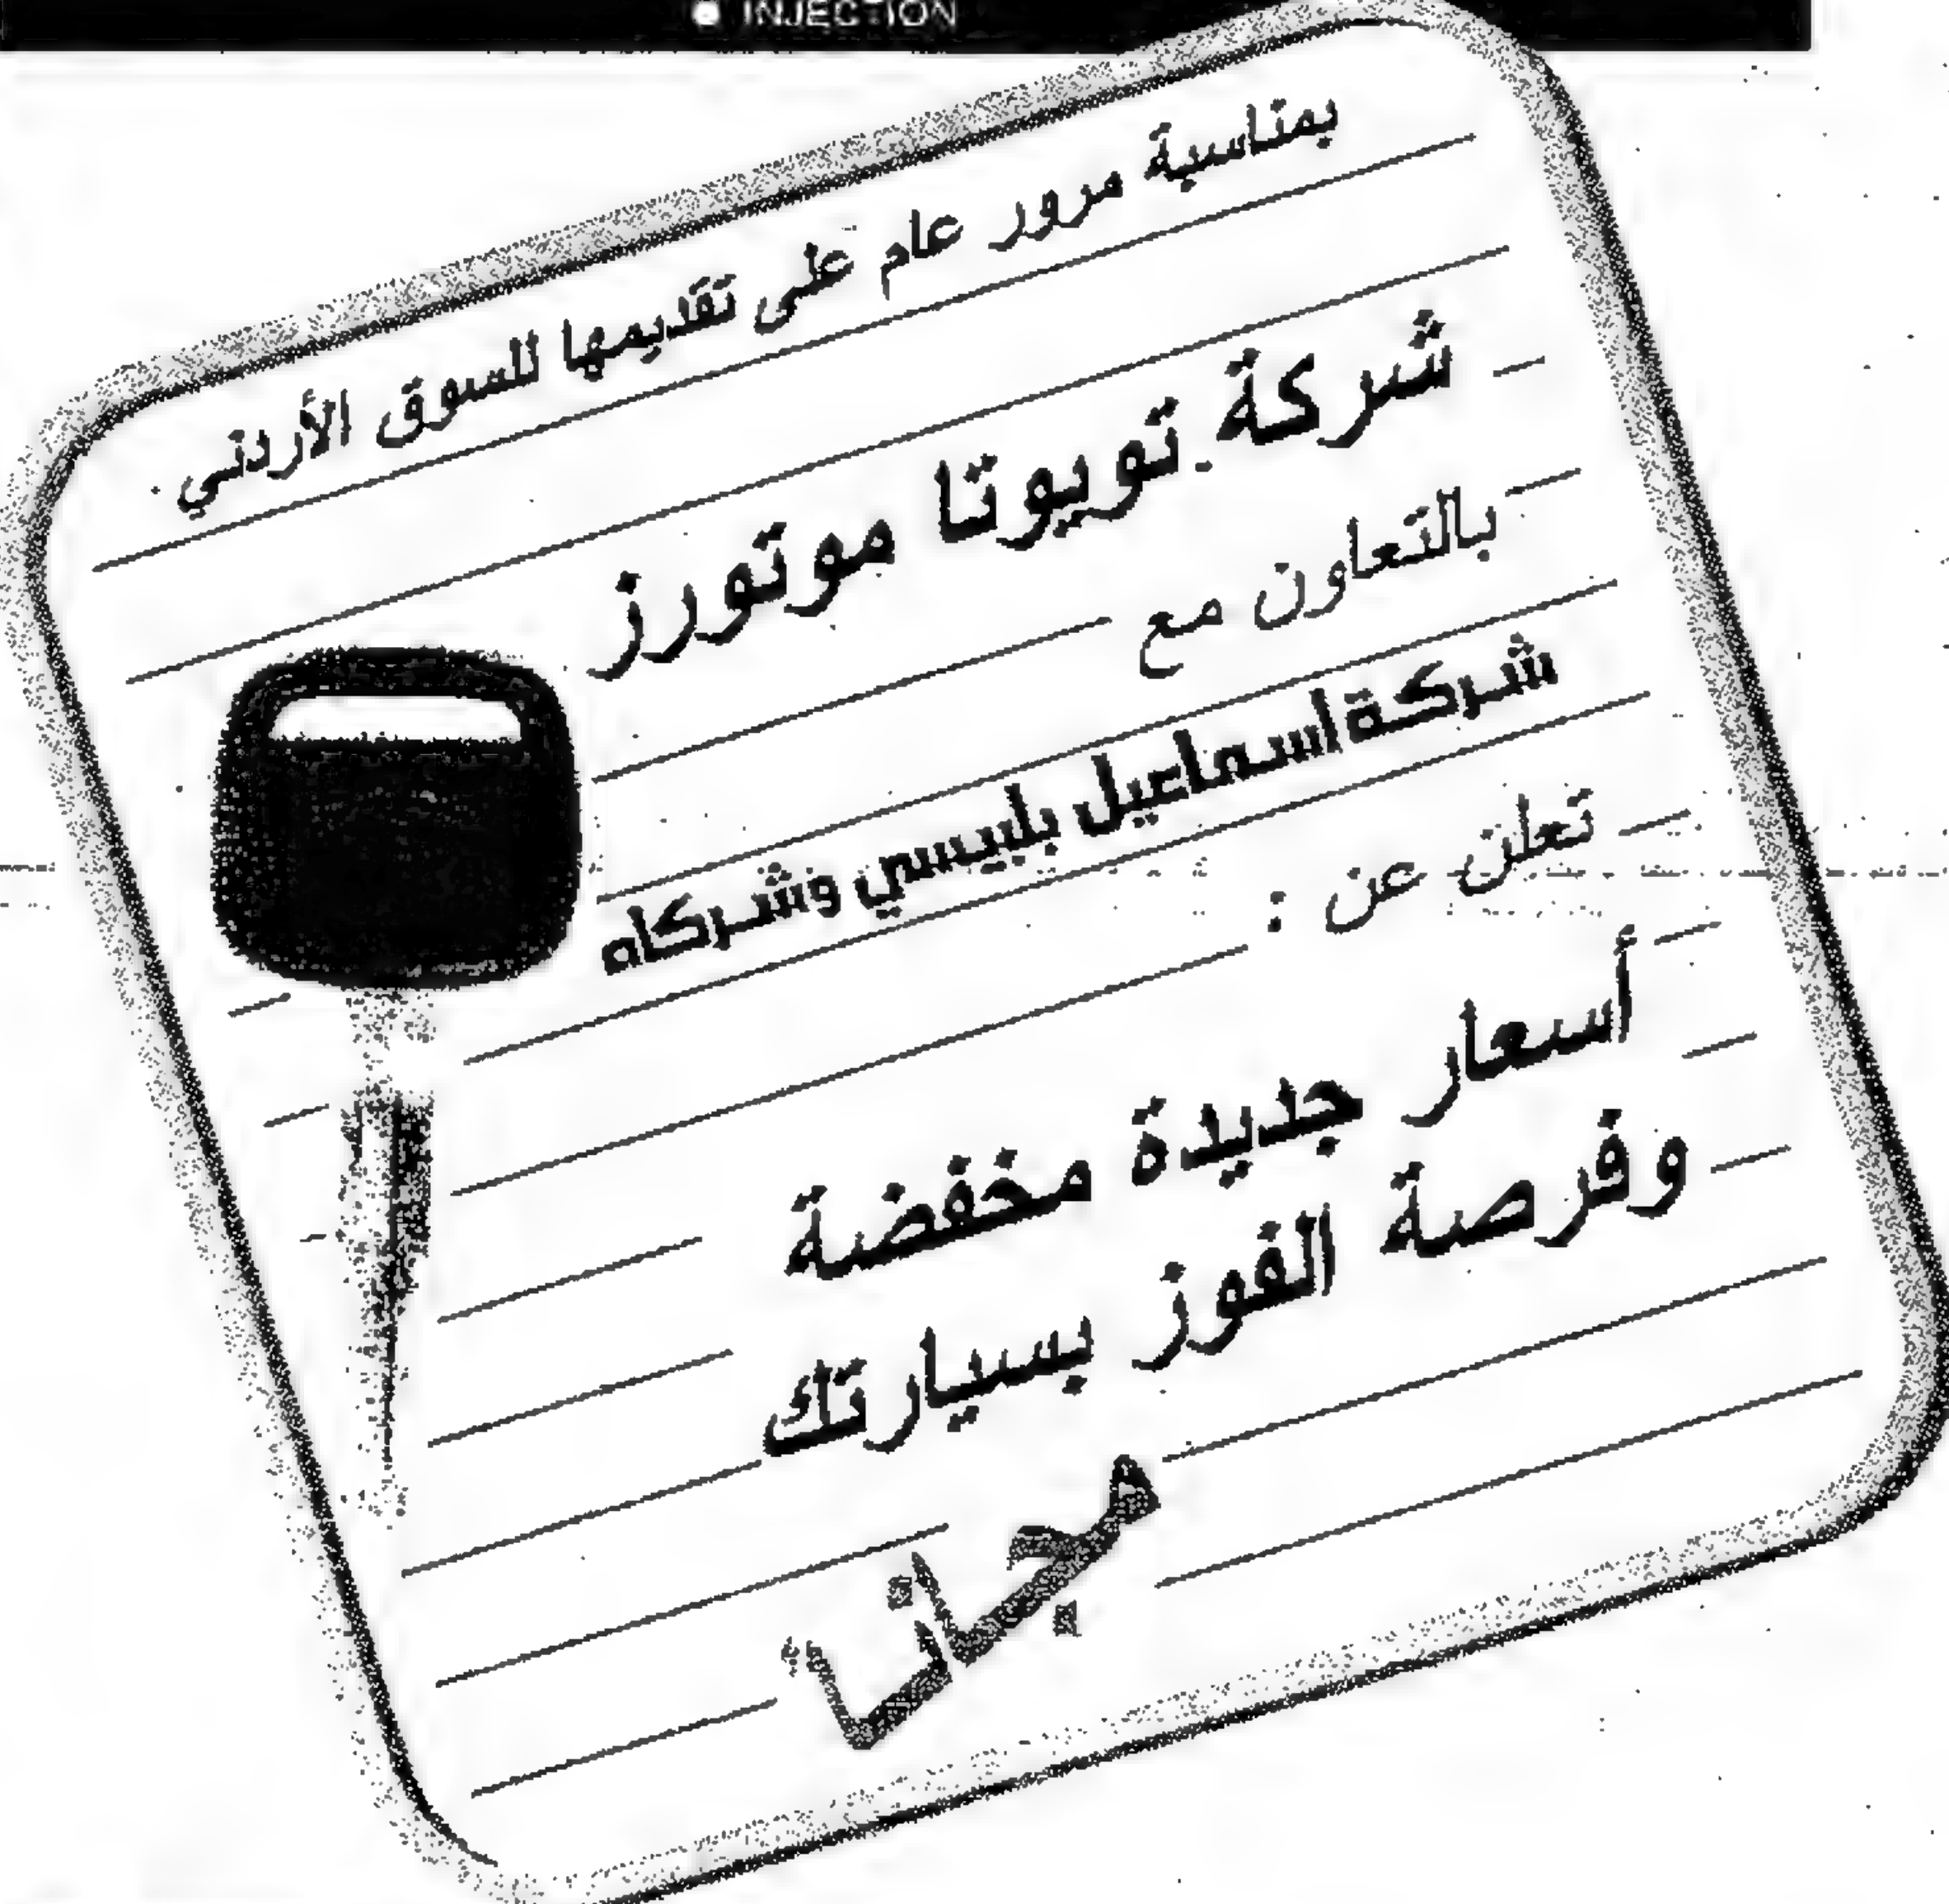 ● INJECTION
بمناسبة مرور عام على تقديمها للسوق الأردني .
شركة تويوتا موتورز
بالتعاون مع
شركة اسماعيل بلبيسي وشركاه
تعلن عن :
أسعار جديدة مخفضة
وفرصة الفوز بسيارتك
مجاناً